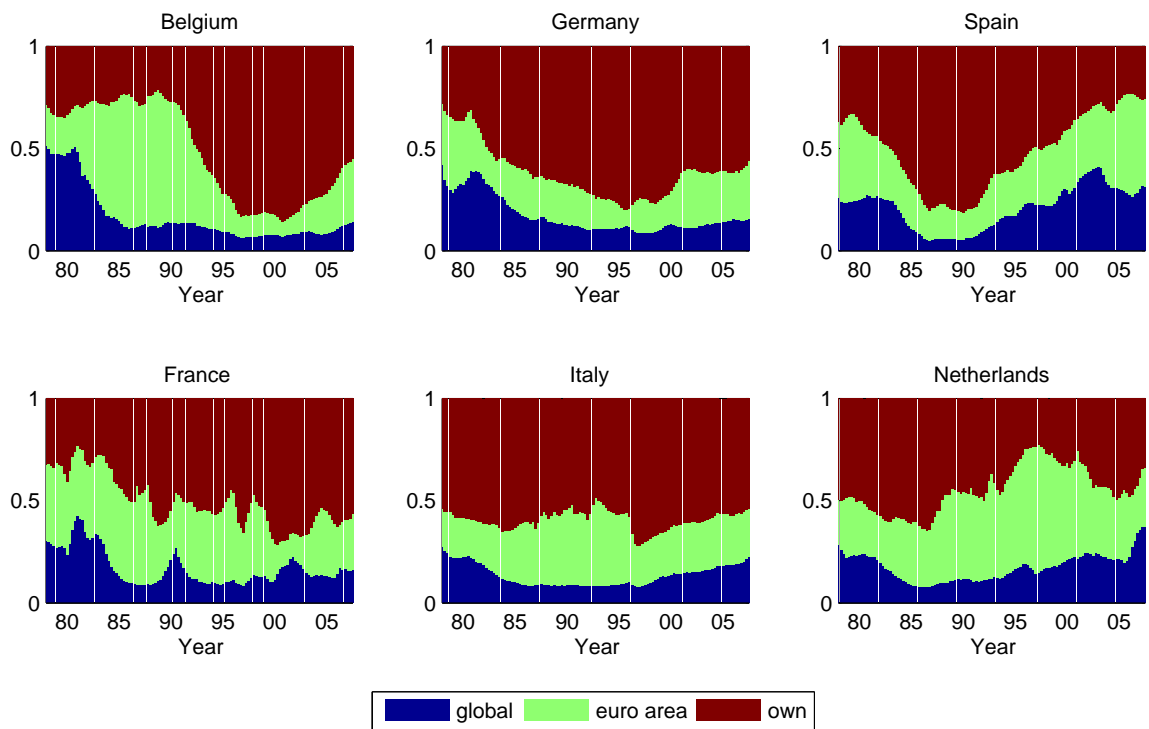 Belgium Germany Spain
1 1 1
0.5 0.5 0.5
0 0 0
80 85 90 95 00 05 80 85 90 95 00 05 80 85 90 95 00 05
Year Year Year
France Italy Netherlands
1 1 1
0.5 0.5 0.5
0 0 0
80 85 90 95 00 05 80 85 90 95 00 05 80 85 90 95 00 05
Year Year Year
global euro area own